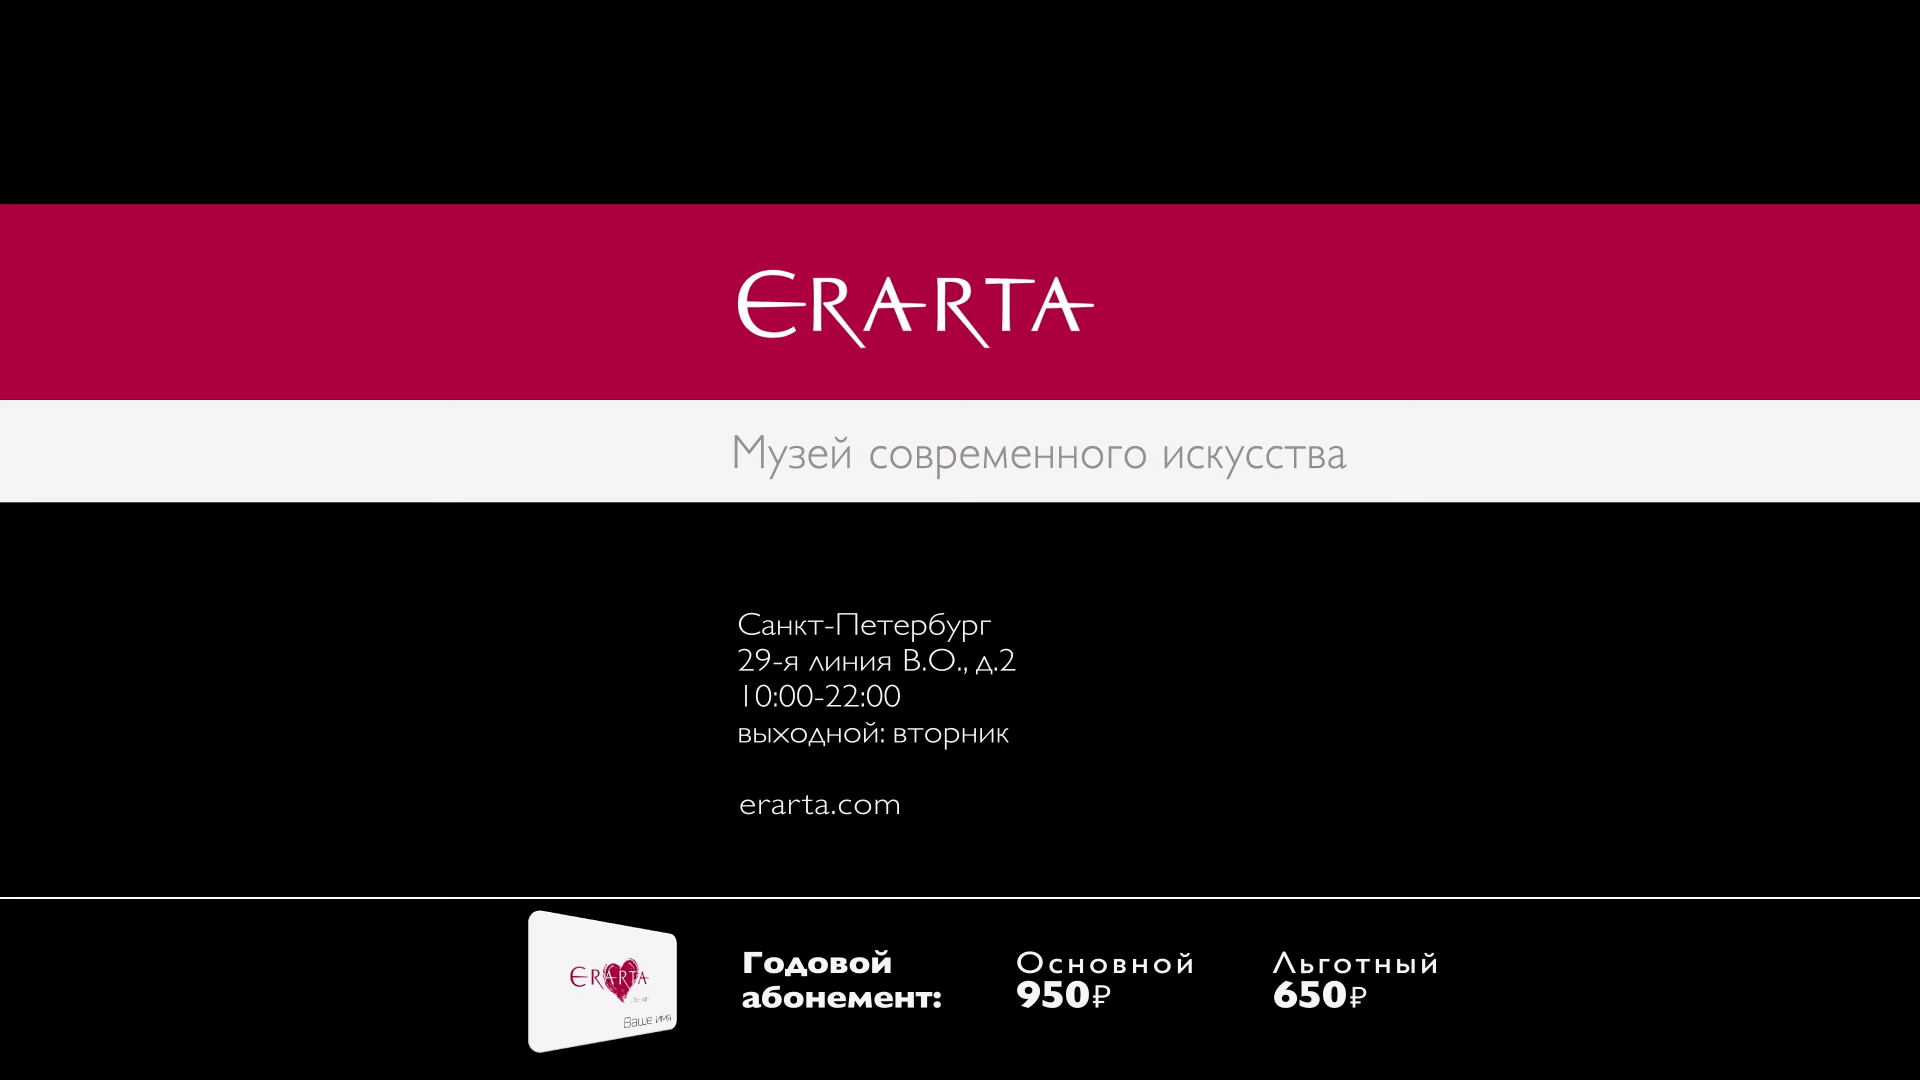 ERARTA
Музей современного искусства
Санкт-Петербург
29-я линия В.О., д.2
10:00-22:00
выходной: вторник
erarta.com
ERARTA
Ваше имя
Годовой
абонемент:
Основной
950₽
Льготный
650₽